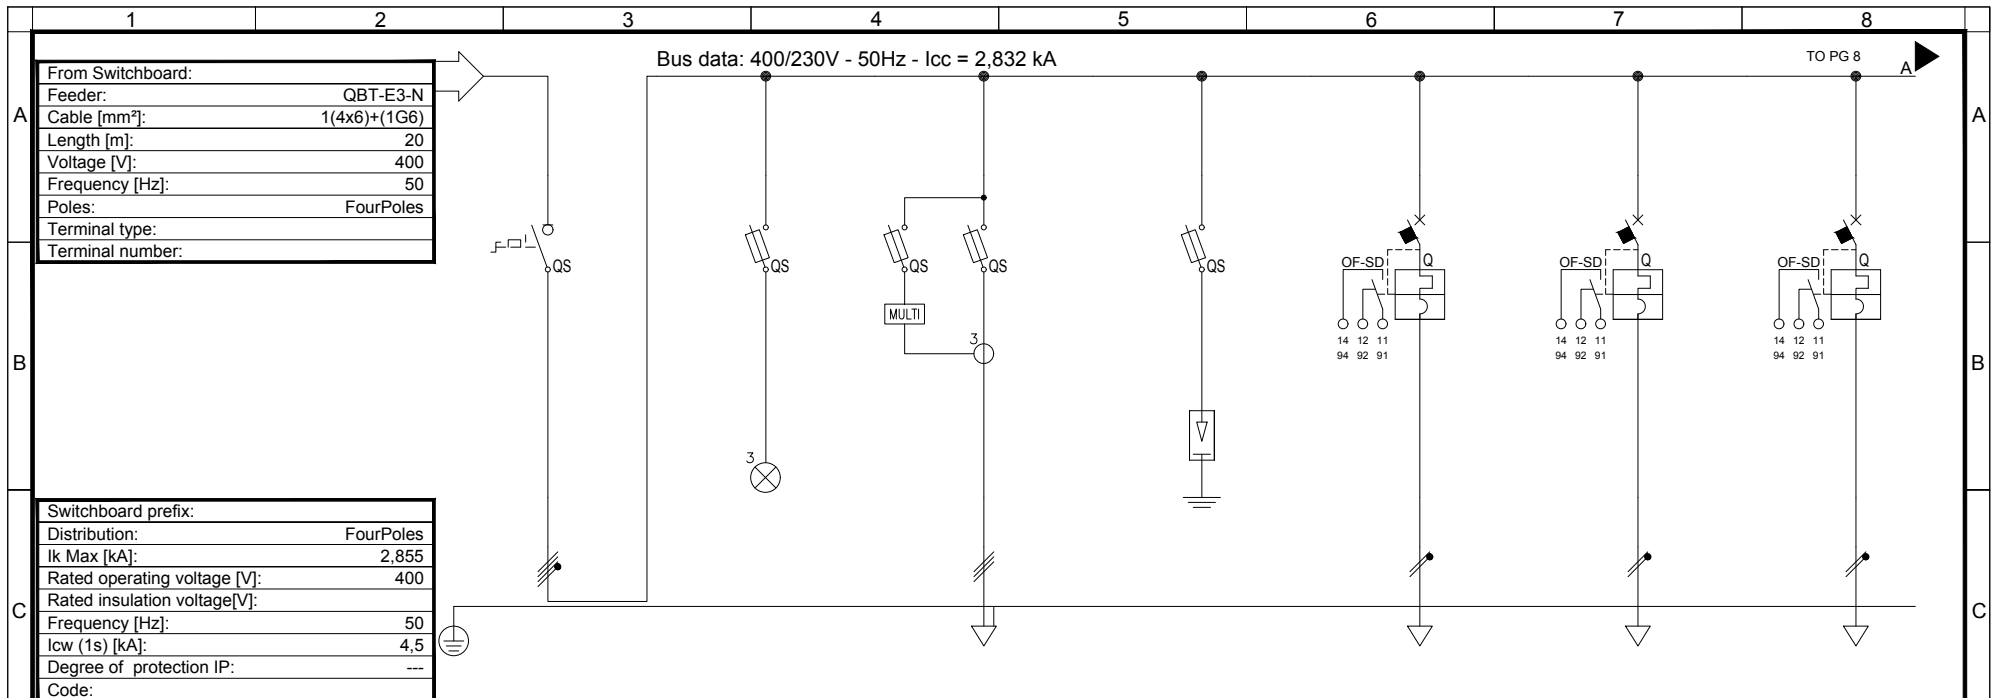 1 2 3 4 5 6 7 8
Bus data: 400/230V - 50Hz - Icc = 2,832 kA
TO PG 8
A
A
A
From Switchboard:
Feeder: QBT-E3-N
Cable [mm²]: 1(4x6)+(1G6)
Length [m]: 20
Voltage [V]: 400
Frequency [Hz]: 50
Poles: FourPoles
Terminal type:
Terminal number:
QS
QS
QS
QS
QS
MULTI
3
3
OF-SD Q
14 12 11
94 92 91
OF-SD Q
14 12 11
94 92 91
OF-SD Q
14 12 11
94 92 91
B
B
Switchboard prefix:
Distribution: FourPoles
Ik Max [kA]: 2,855
Rated operating voltage [V]: 400
Rated insulation voltage[V]:
Frequency [Hz]: 50
Icw (1s) [kA]: 4,5
Degree of protection IP: ---
Code:
C
C